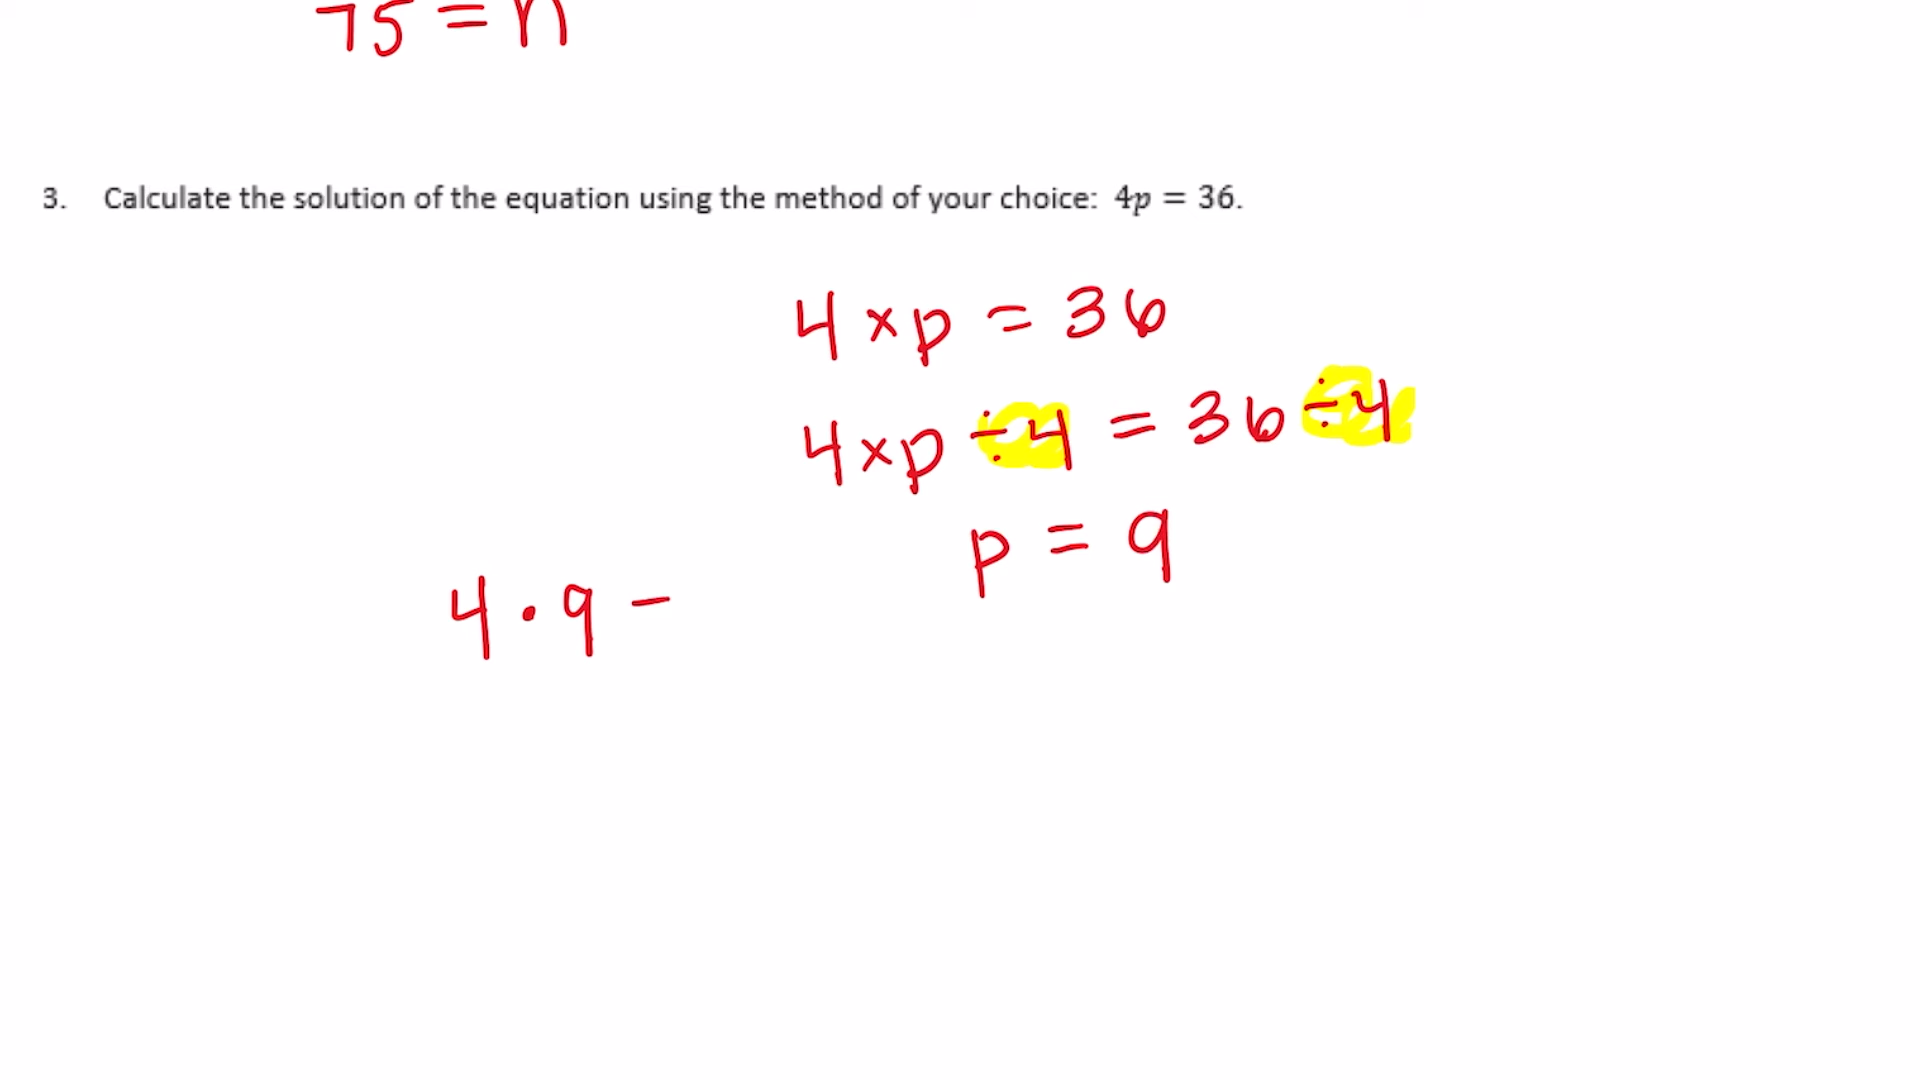 75 = n
3. Calculate the solution of the equation using the method of your choice: 4p = 36.
4 × p = 36
4 × p ÷ 4 = 36 ÷ 4
p = 9
4 · 9 −